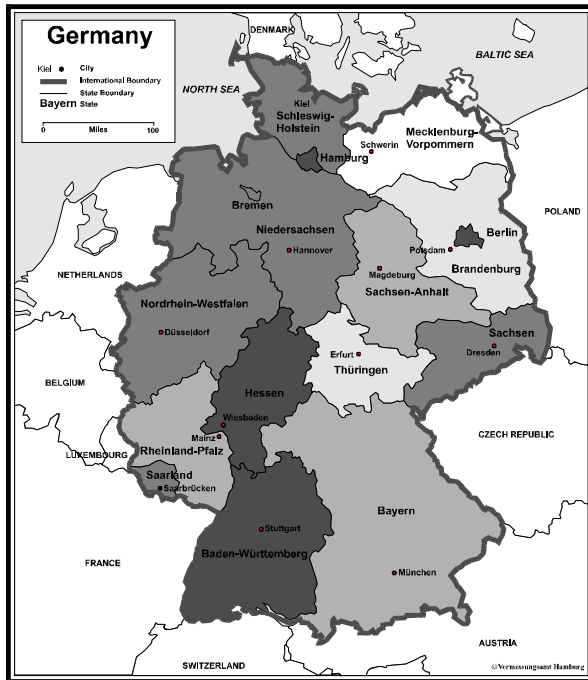 Germany
Kiel
City
International Boundary
State Boundary
Bayern
State
0
Miles
100
DENMARK
BALTIC SEA
NORTH SEA
Kiel
Schleswig-
Holstein
Mecklenburg-
Vorpommern
Schwerin
Hamburg
Bremen
Niedersachsen
Hannover
POLAND
Berlin
Potsdam
Brandenburg
Magdeburg
Sachsen-Anhalt
NETHERLANDS
Nordrhein-Westfalen
Düsseldorf
Sachsen
Dresden
Erfurt
Thüringen
BELGIUM
Hessen
Wiesbaden
Mainz
Rheinland-Pfalz
CZECH REPUBLIC
LUXEMBOURG
Saarland
Saarbrücken
Bayern
Stuttgart
Baden-Württemberg
München
FRANCE
AUSTRIA
SWITZERLAND
©Vermessungsamt Hamburg